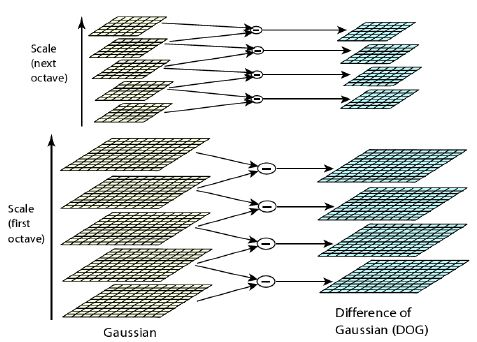 Scale
(next
octave)
Scale
(first
octave)
Gaussian
Difference of
Gaussian (DOG)